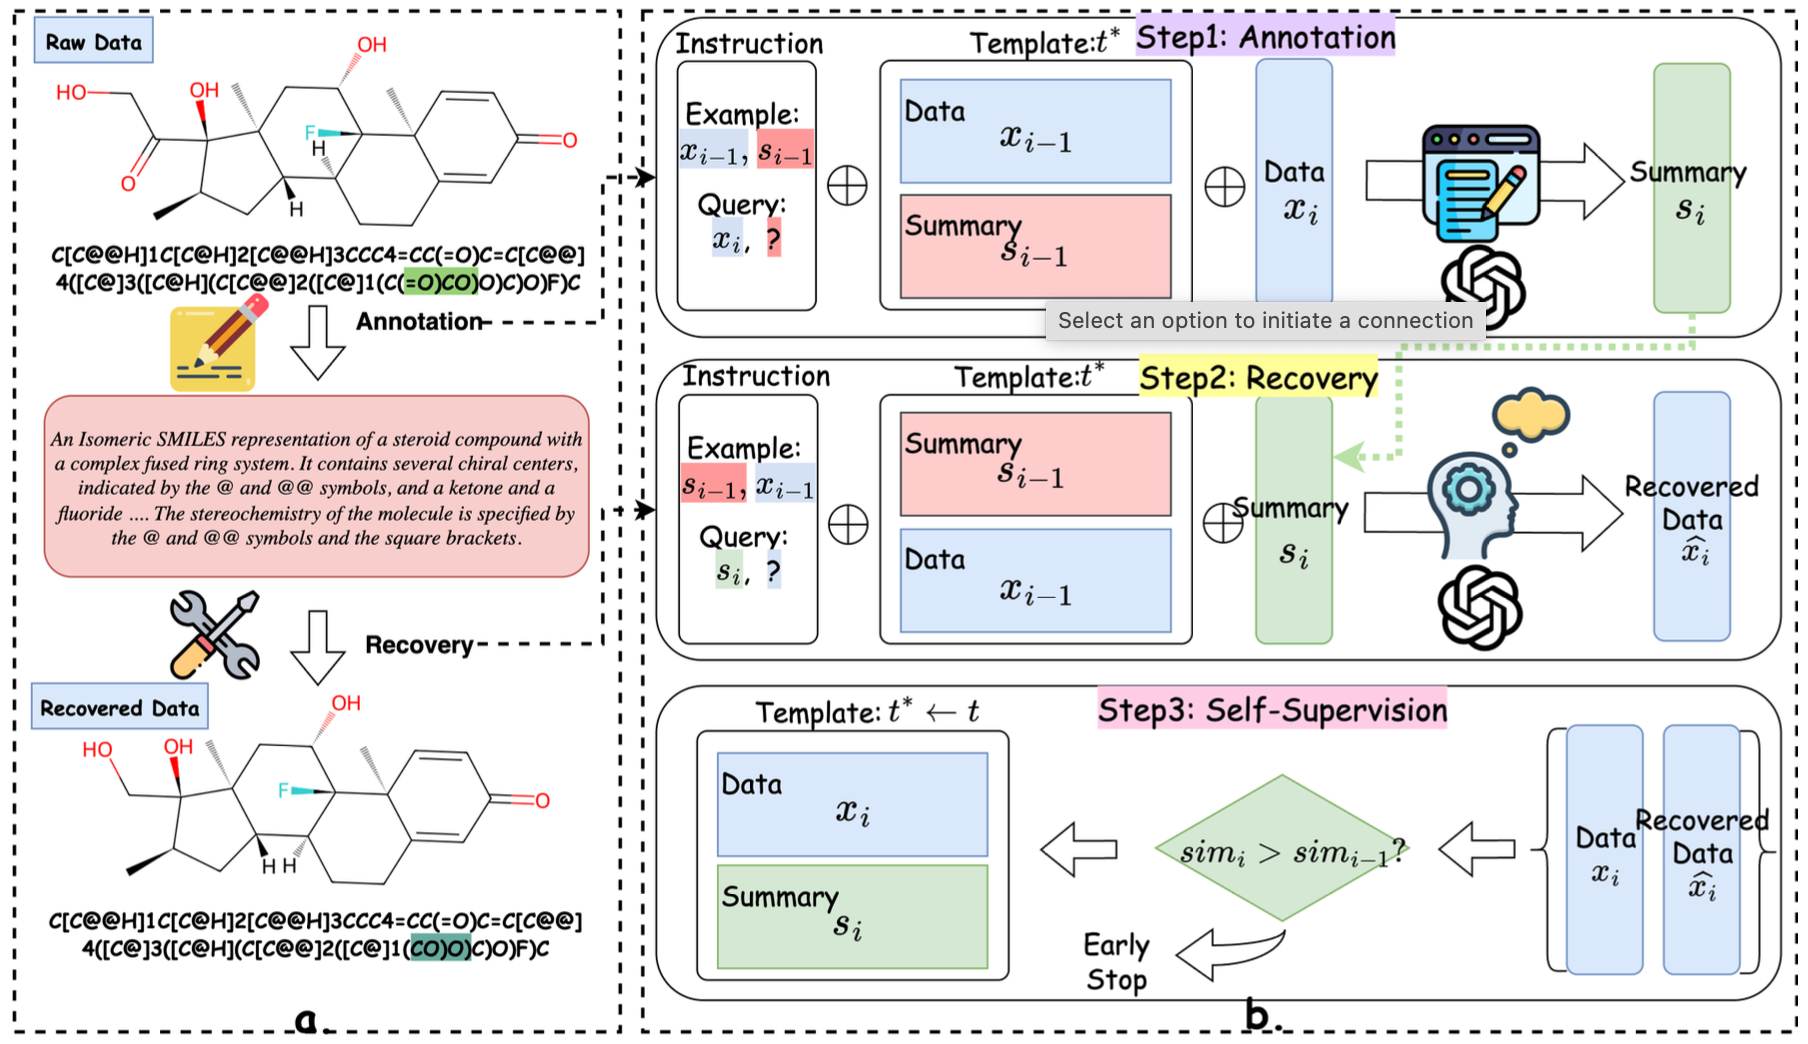 Raw Data
OH
HO
OH
F
H
O
O
H
C[C@@H]1C[C@H]2[C@@H]3CCC4=CC(=O)C=C[C@@]
4([C@]3([C@H](C[C@@]2([C@]1(C(=O)CO)O)C)O)F)C
Annotation
An Isomeric SMILES representation of a steroid compound with
a complex fused ring system. It contains several chiral centers,
indicated by the @ and @@ symbols, and a ketone and a
fluoride .... The stereochemistry of the molecule is specified by
the @ and @@ symbols and the square brackets.
Recovery
Recovered Data
OH
HO
OH
F
O
H H
C[C@@H]1C[C@H]2[C@@H]3CCC4=CC(=O)C=C[C@@]
4([C@]3([C@H](C[C@@]2([C@]1(CO)O)C)O)F)C
a.
Step1: Annotation
Instruction
Example:
x_{i-1}, s_{i-1}
Query:
x_i, ?
Template:t*
Data
x_{i-1}
Summary
s_{i-1}
Data
x_i
Summary
s_i
Select an option to initiate a connection
Step2: Recovery
Instruction
Example:
s_{i-1}, x_{i-1}
Query:
s_i, ?
Template:t*
Summary
s_{i-1}
Data
x_{i-1}
Summary
s_i
Recovered
Data
x̂_i
Step3: Self-Supervision
Template: t* ← t
Data
x_i
Summary
s_i
sim_i > sim_{i-1}?
Early
Stop
Data
x_i
Recovered
Data
x̂_i
b.